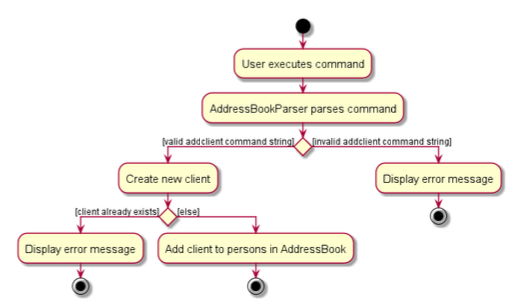 User executes command
AddressBookParser parses command
[valid addclient command string]
[invalid addclient command string]
Create new client
Display error message
[client already exists]
[else]
Display error message
Add client to persons in AddressBook